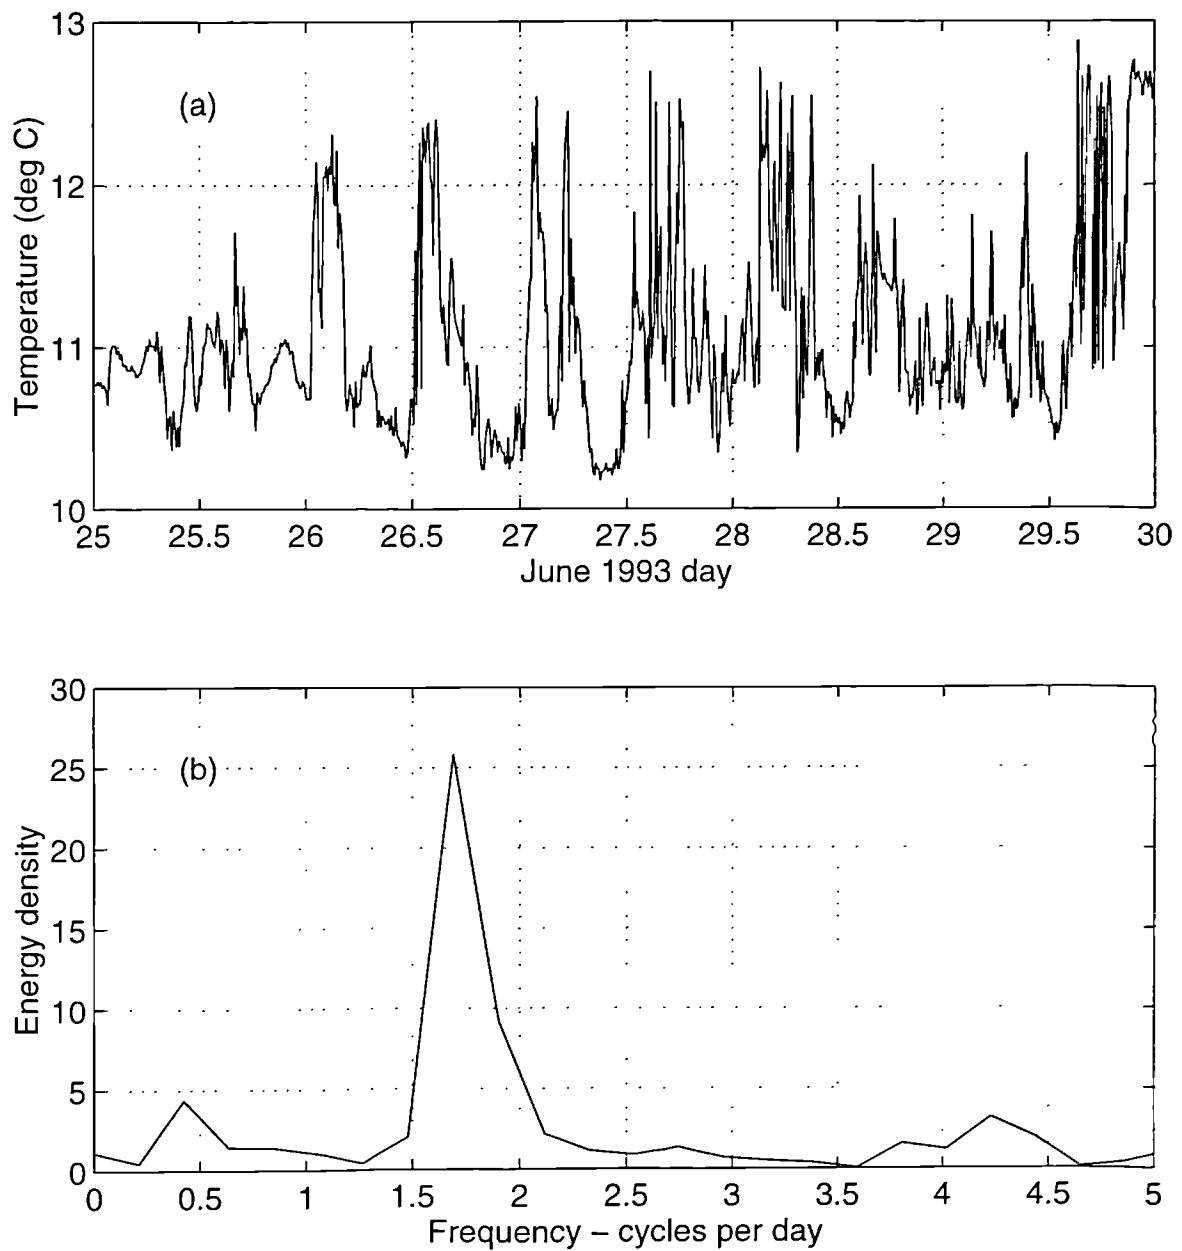 13
(a)
12
Temperature (deg C)
11
10
25 25.5 26 26.5 27 27.5 28 28.5 29 29.5 30
June 1993 day
30
(b)
25
20
Energy density
15
10
5
0
0 0.5 1 1.5 2 2.5 3 3.5 4 4.5 5
Frequency – cycles per day